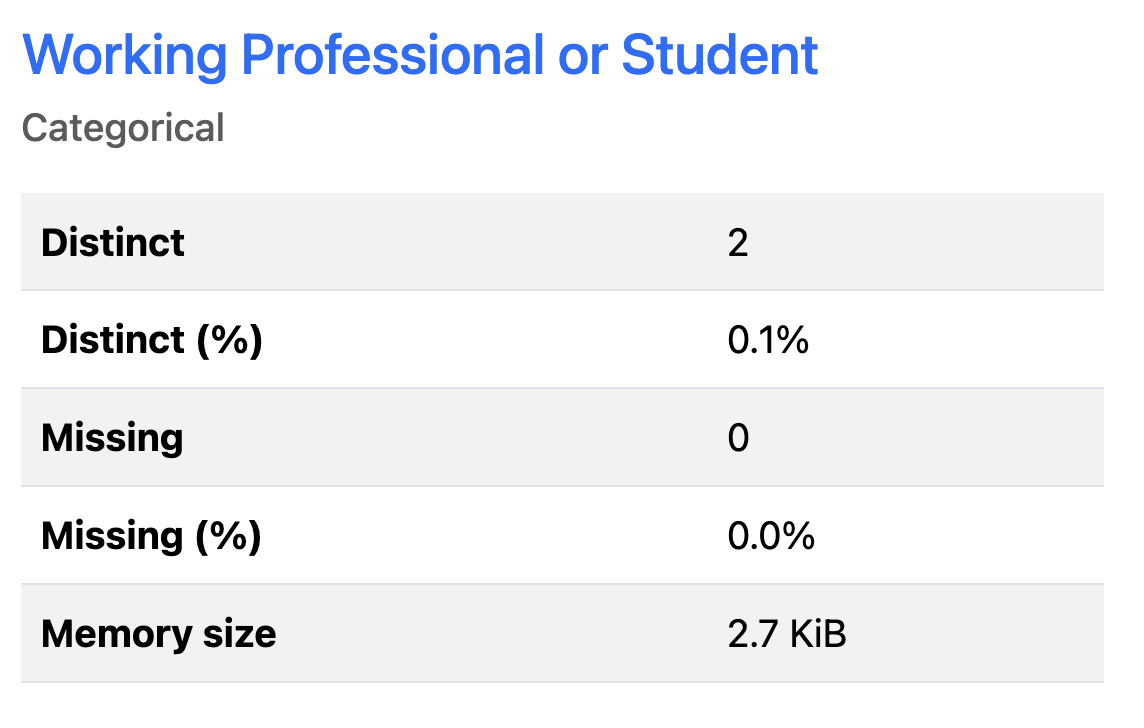 Working Professional or Student
Categorical
Distinct 2
Distinct (%) 0.1%
Missing 0
Missing (%) 0.0%
Memory size 2.7 KiB